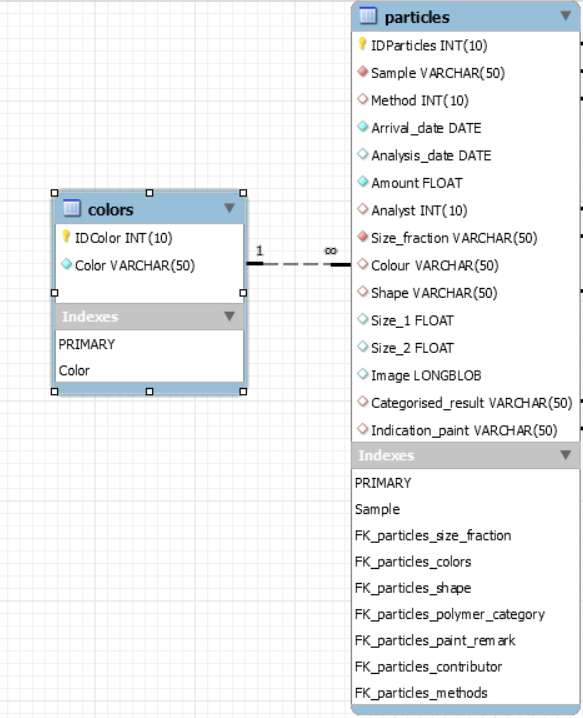 particles
IDParticles INT(10)
Sample VARCHAR(50)
Method INT(10)
Arrival_date DATE
Analysis_date DATE
Amount FLOAT
Analyst INT(10)
Size_fraction VARCHAR(50)
Colour VARCHAR(50)
Shape VARCHAR(50)
Size_1 FLOAT
Size_2 FLOAT
Image LONGBLOB
Categorised_result VARCHAR(50)
Indication_paint VARCHAR(50)
Indexes
PRIMARY
Sample
FK_particles_size_fraction
FK_particles_colors
FK_particles_shape
FK_particles_polymer_category
FK_particles_paint_remark
FK_particles_contributor
FK_particles_methods
colors
IDColor INT(10)
Color VARCHAR(50)
Indexes
PRIMARY
Color
1 ∞